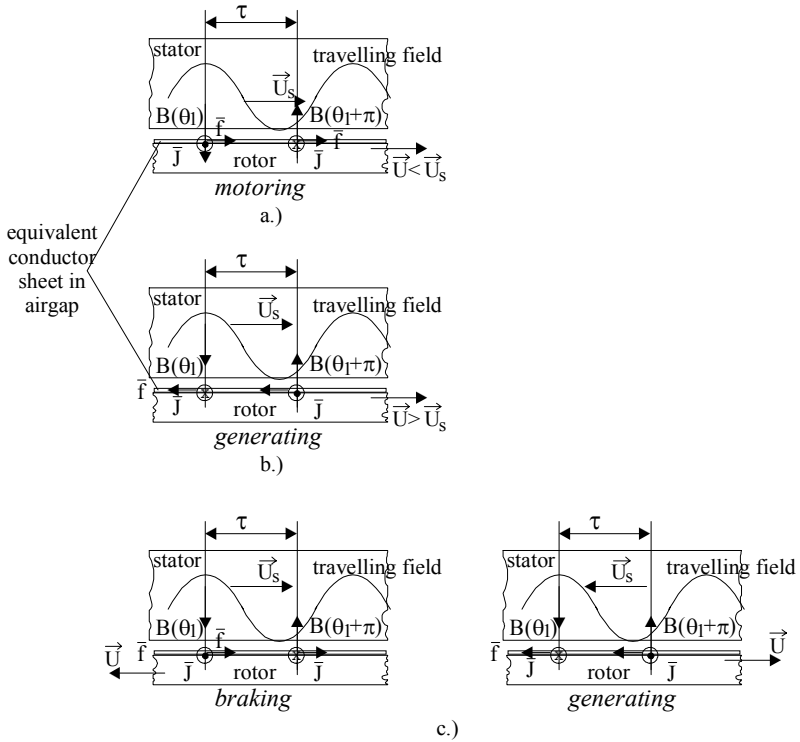 τ
stator
travelling field
U⃗s
B(θ1)
B(θ1+π)
f̄
f̄
J̄
rotor
J̄
U⃗<U⃗s
motoring
a.)
equivalent
conductor
sheet in
airgap
τ
stator
travelling field
U⃗s
B(θ1)
B(θ1+π)
f̄
J̄
rotor
J̄
U⃗>U⃗s
generating
b.)
τ
stator
travelling field
U⃗s
B(θ1)
B(θ1+π)
U⃗
f̄
f̄
J̄
rotor
J̄
braking
τ
stator
travelling field
U⃗s
B(θ1)
B(θ1+π)
U⃗
f̄
J̄
rotor
J̄
generating
c.)